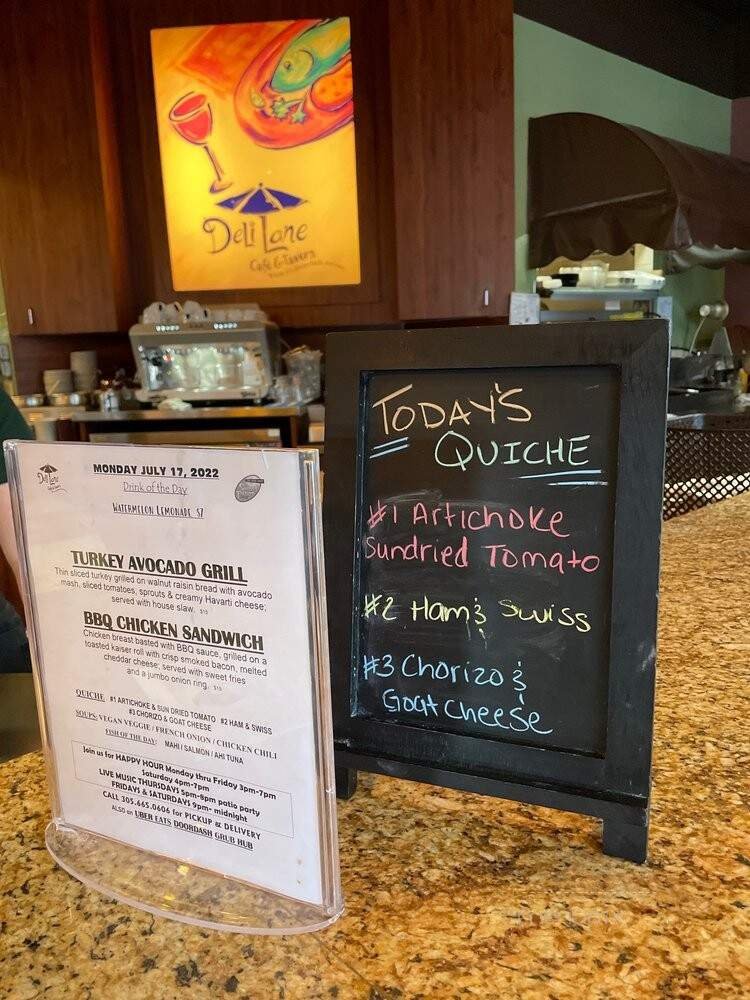 Deli Lane
Café & Tavern
Deli Lane
MONDAY JULY 17, 2022
Drink of the Day
WATERMELON LEMONADE $7
TURKEY AVOCADO GRILL
Thin sliced turkey grilled on walnut raisin bread with avocado
mash, sliced tomatoes, sprouts & creamy Havarti cheese;
served with house slaw.
BBQ CHICKEN SANDWICH
Chicken breast basted with BBQ sauce, grilled on a
toasted kaiser roll with crisp smoked bacon, melted
cheddar cheese; served with sweet fries
and a jumbo onion ring.
QUICHE #1 ARTICHOKE & SUN DRIED TOMATO #2 HAM & SWISS
#3 CHORIZO & GOAT CHEESE
SOUPS: VEGAN VEGGIE / FRENCH ONION / CHICKEN CHILI
FISH OF THE DAY: MAHI / SALMON / AHI TUNA
Join us for HAPPY HOUR Monday thru Friday 3pm-7pm
Saturday 4pm-7pm
LIVE MUSIC THURSDAYS 5pm-8pm patio party
FRIDAYS & SATURDAYS 9pm- midnight
CALL 305.665.0606 for PICKUP & DELIVERY
ALSO on UBER EATS DOORDASH GRUB HUB
TODAY'S
QUICHE
#1 Artichoke
Sundried Tomato
#2 Ham & Swiss
#3 Chorizo &
Goat Cheese